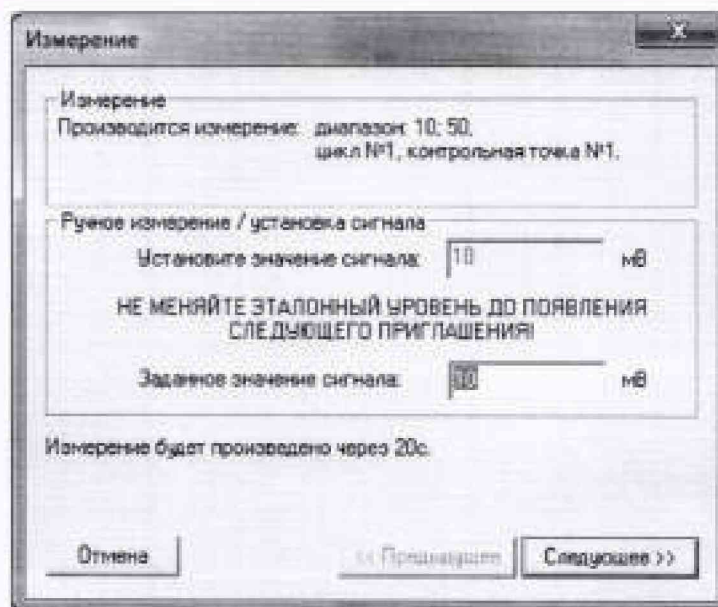 Измерение
Измерение
Производится измерение: диапазон: 10; 50,
цикл №1, контрольная точка №1.
Ручное измерение / установка сигнала
Установите значение сигнала: 10 мВ
НЕ МЕНЯЙТЕ ЭТАЛОННЫЙ УРОВЕНЬ ДО ПОЯВЛЕНИЯ
СЛЕДУЮЩЕГО ПРИГЛАШЕНИЯ!
Заданное значение сигнала: мВ
Измерение будет произведено через 20с.
Отмена << Предыдущее Следующее >>